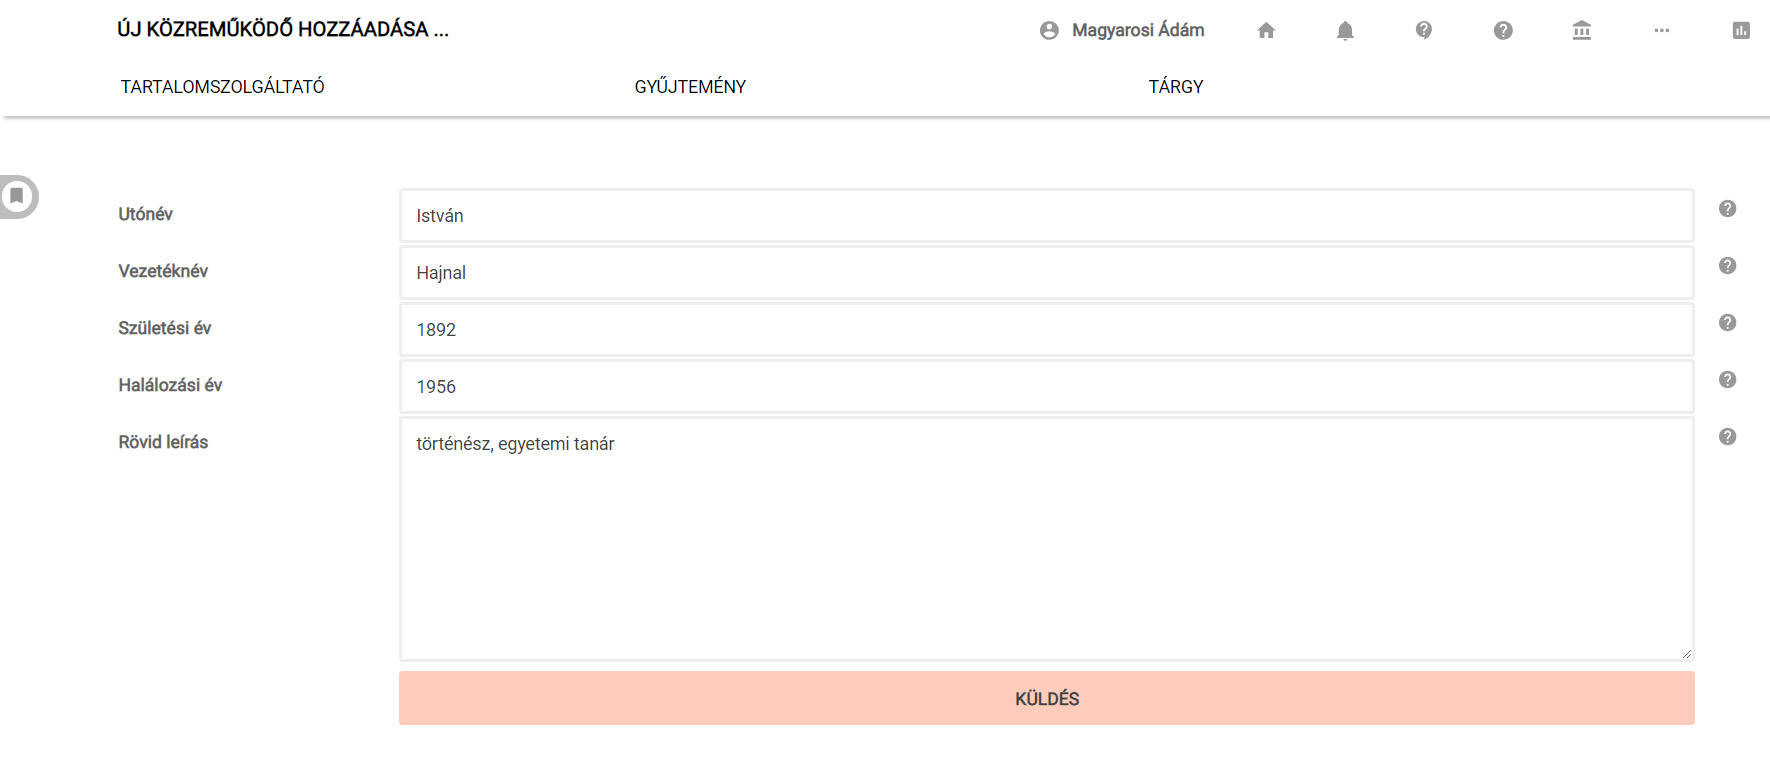 ÚJ KÖZREMŰKÖDŐ HOZZÁADÁSA ...
Magyarosi Ádám
TARTALOMSZOLGÁLTATÓ
GYŰJTEMÉNY
TÁRGY
Utónév
István
Vezetéknév
Hajnal
Születési év
1892
Halálozási év
1956
Rövid leírás
történész, egyetemi tanár
KÜLDÉS